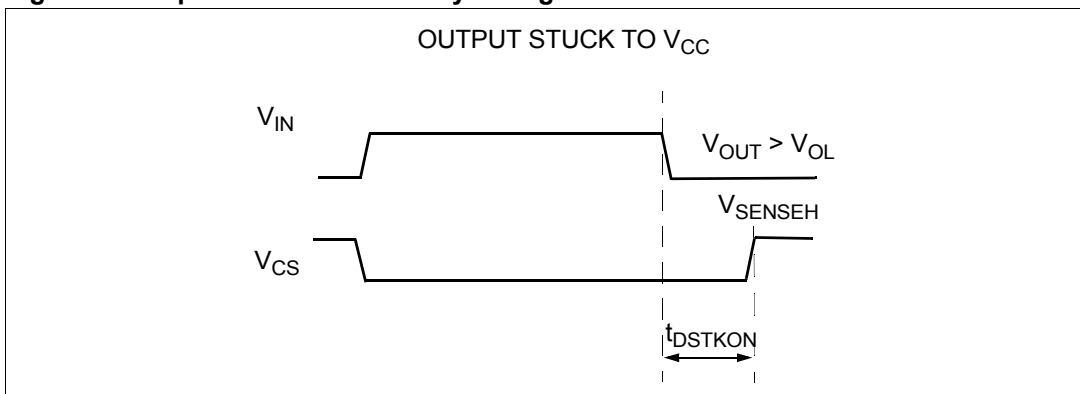 OUTPUT STUCK TO VCC
VIN
VOUT > VOL
VSENSEH
VCS
tDSTKON